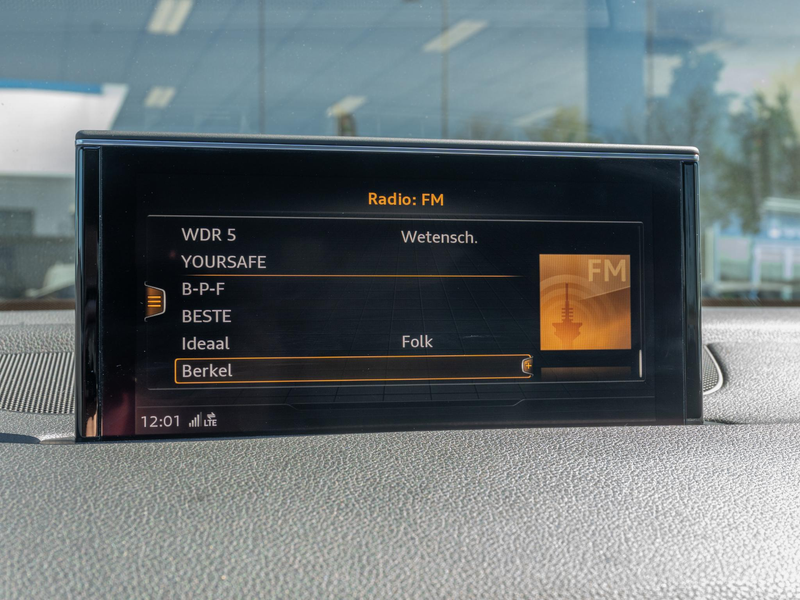 Radio: FM
WDR 5 Wetensch.
YOURSAFE
FM
B-P-F
BESTE
Ideaal Folk
Berkel
12:01 LTE